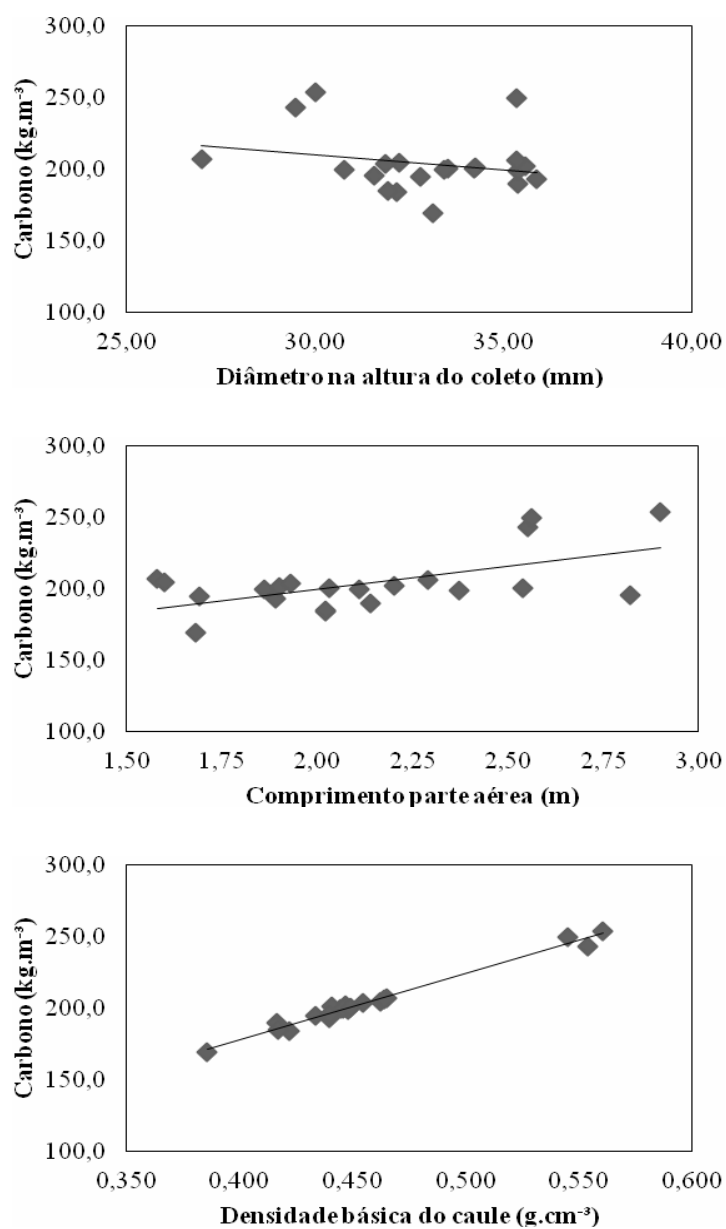 300,0
250,0
200,0
150,0
100,0
Carbono (kg.m⁻³)
25,00 30,00 35,00 40,00
Diâmetro na altura do coleto (mm)
300,0
250,0
200,0
150,0
100,0
Carbono (kg.m⁻³)
1,50 1,75 2,00 2,25 2,50 2,75 3,00
Comprimento parte aérea (m)
300,0
250,0
200,0
150,0
100,0
Carbono (kg.m⁻³)
0,350 0,400 0,450 0,500 0,550 0,600
Densidade básica do caule (g.cm⁻³)